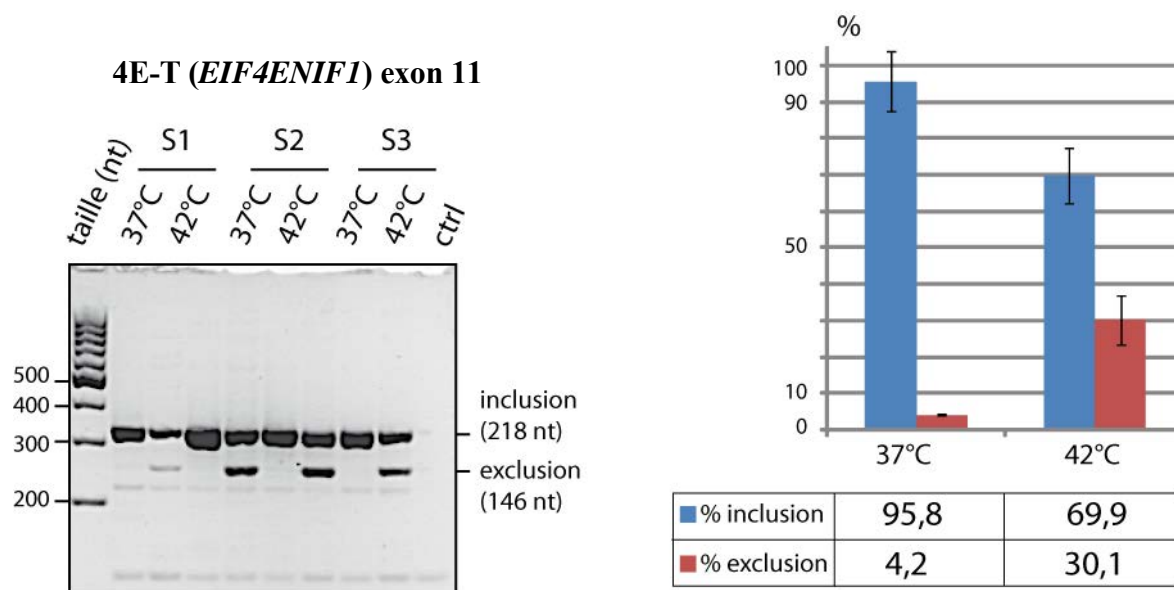 4E-T (EIF4ENIF1) exon 11
taille (nt)
S1 S2 S3
37°C 42°C 37°C 42°C 37°C 42°C ctrl
500
400
300
200
inclusion
(218 nt)
exclusion
(146 nt)
%
100
90
50
10
0
37°C 42°C
% inclusion 95,8 69,9
% exclusion 4,2 30,1